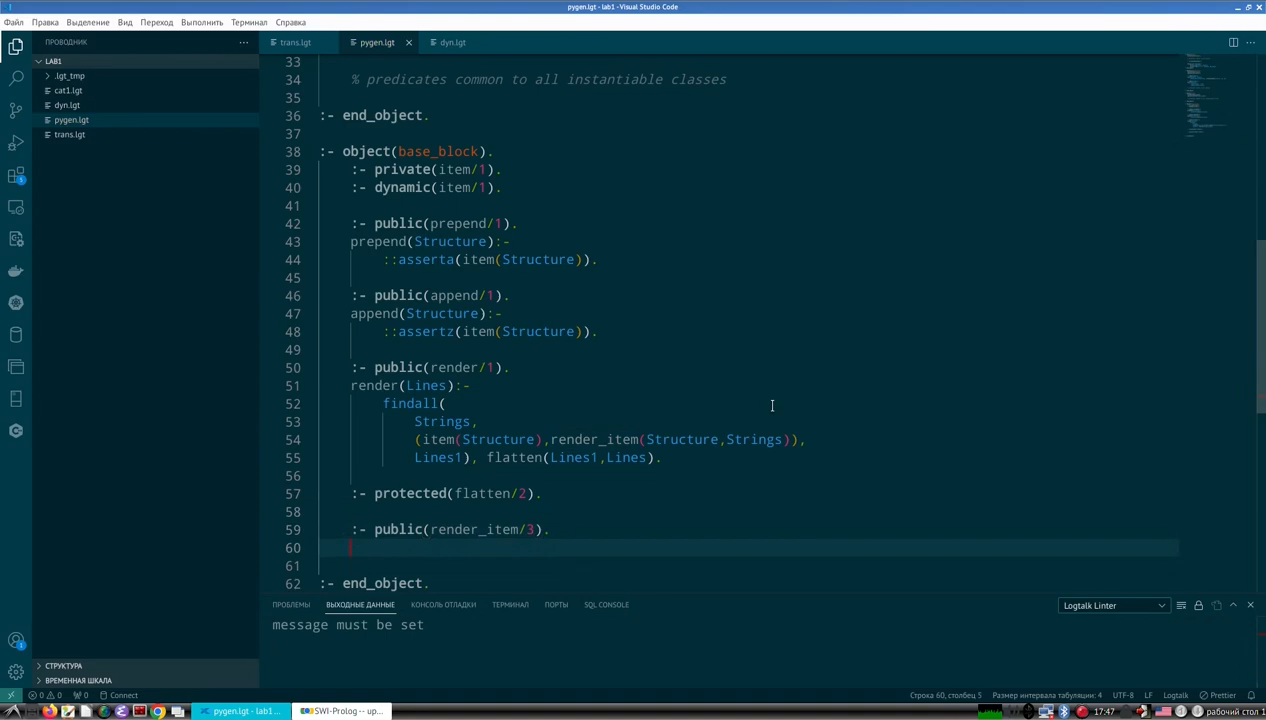 pygen.lgt - lab1 - Visual Studio Code
Файл Правка Выделение Вид Переход Выполнить Терминал Справка
ПРОВОДНИК
LAB1
.lgt_tmp
cat1.lgt
dyn.lgt
pygen.lgt
trans.lgt
СТРУКТУРА
ВРЕМЕННАЯ ШКАЛА
trans.lgt pygen.lgt dyn.lgt
33
34 % predicates common to all instantiable classes
35
36 :- end_object.
37
38 :- object(base_block).
39 :- private(item/1).
40 :- dynamic(item/1).
41
42 :- public(prepend/1).
43 prepend(Structure):-
44 ::asserta(item(Structure)).
45
46 :- public(append/1).
47 append(Structure):-
48 ::assertz(item(Structure)).
49
50 :- public(render/1).
51 render(Lines):-
52 findall(
53 Strings,
54 (item(Structure),render_item(Structure,Strings)),
55 Lines1), flatten(Lines1,Lines).
56
57 :- protected(flatten/2).
58
59 :- public(render_item/3).
60
61
62 :- end_object.
ПРОБЛЕМЫ ВЫХОДНЫЕ ДАННЫЕ КОНСОЛЬ ОТЛАДКИ ТЕРМИНАЛ ПОРТЫ SQL CONSOLE
Logtalk Linter
message must be set
0 0 0 Connect
Строка 60, столбец 5 Размер табуляции: 4 UTF-8 LF Logtalk Prettier
pygen.lgt - lab1... SWI-Prolog -- up...
17:47 рабочий стол 1